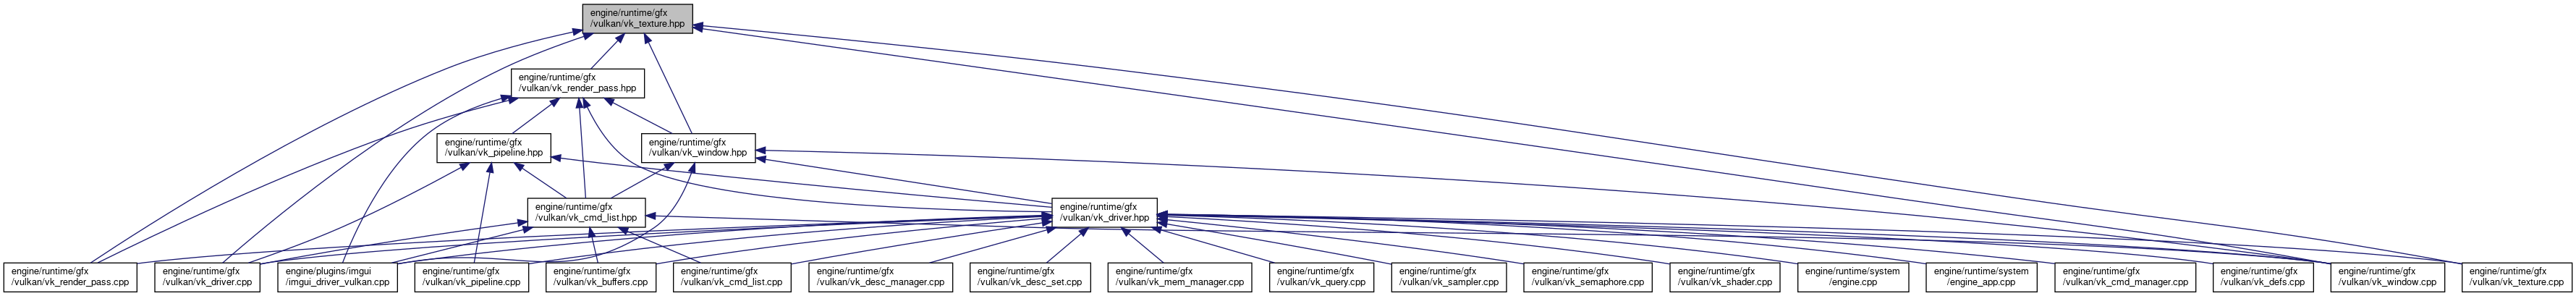 engine/runtime/gfx
/vulkan/vk_texture.hpp
engine/runtime/gfx
/vulkan/vk_render_pass.hpp
engine/runtime/gfx
/vulkan/vk_pipeline.hpp
engine/runtime/gfx
/vulkan/vk_window.hpp
engine/runtime/gfx
/vulkan/vk_cmd_list.hpp
engine/runtime/gfx
/vulkan/vk_driver.hpp
engine/runtime/gfx
/vulkan/vk_render_pass.cpp
engine/runtime/gfx
/vulkan/vk_driver.cpp
engine/plugins/imgui
/imgui_driver_vulkan.cpp
engine/runtime/gfx
/vulkan/vk_pipeline.cpp
engine/runtime/gfx
/vulkan/vk_buffers.cpp
engine/runtime/gfx
/vulkan/vk_cmd_list.cpp
engine/runtime/gfx
/vulkan/vk_desc_manager.cpp
engine/runtime/gfx
/vulkan/vk_desc_set.cpp
engine/runtime/gfx
/vulkan/vk_mem_manager.cpp
engine/runtime/gfx
/vulkan/vk_query.cpp
engine/runtime/gfx
/vulkan/vk_sampler.cpp
engine/runtime/gfx
/vulkan/vk_semaphore.cpp
engine/runtime/gfx
/vulkan/vk_shader.cpp
engine/runtime/system
/engine.cpp
engine/runtime/system
/engine_app.cpp
engine/runtime/gfx
/vulkan/vk_cmd_manager.cpp
engine/runtime/gfx
/vulkan/vk_defs.cpp
engine/runtime/gfx
/vulkan/vk_window.cpp
engine/runtime/gfx
/vulkan/vk_texture.cpp